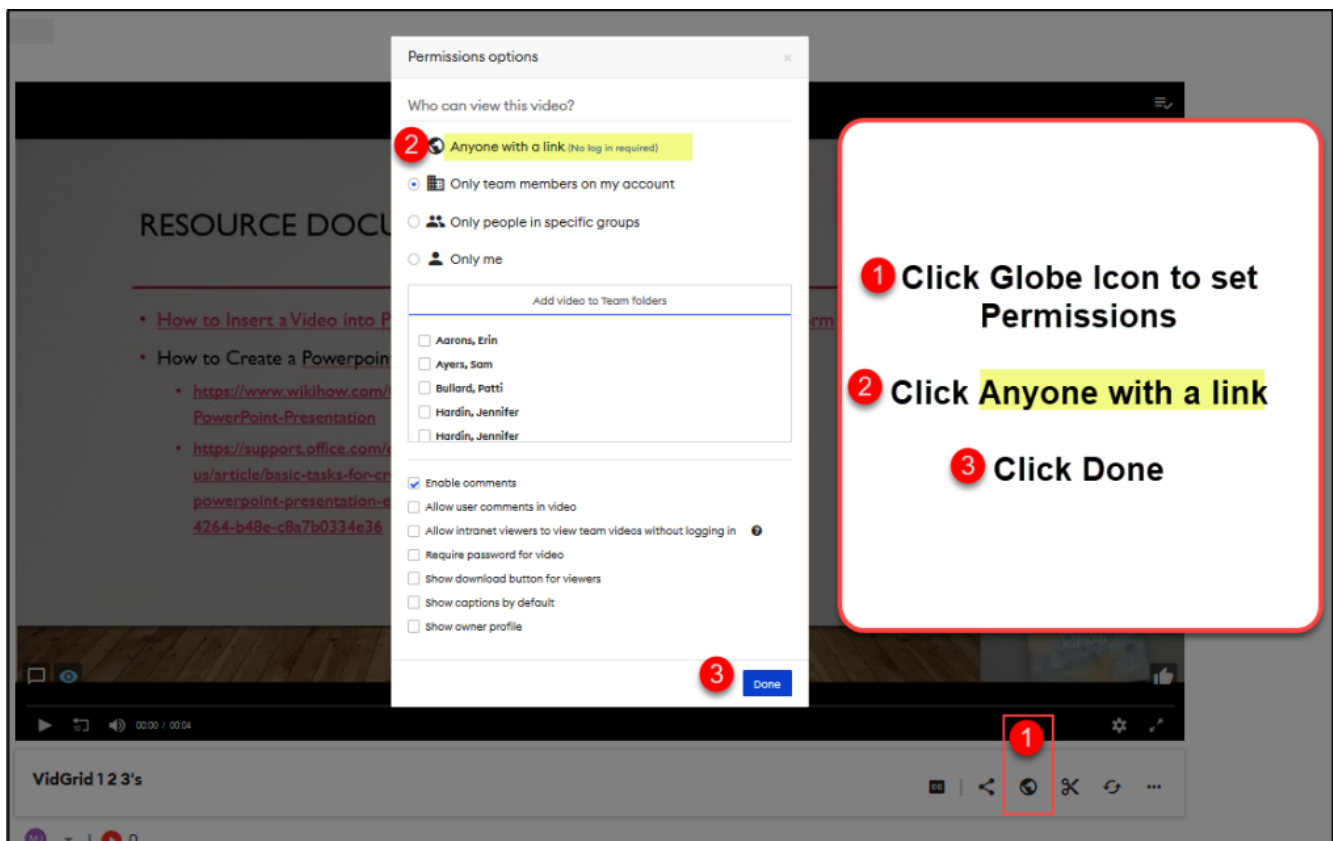 Permissions options
Who can view this video?
2 Anyone with a link (No log in required)
Only team members on my account
Only people in specific groups
Only me
Add video to Team folders
Aarons, Erin
Ayers, Sam
Bullard, Patti
Hardin, Jennifer
Hardin, Jennifer
Enable comments
Allow user comments in video
Allow intranet viewers to view team videos without logging in
Require password for video
Show download button for viewers
Show captions by default
Show owner profile
3 Done
RESOURCE DOCU
• How to Insert a Video into P
rm
• How to Create a Powerpoin
• https://www.wikihow.com/
PowerPoint-Presentation
• https://support.office.com/
us/article/basic-tasks-for-cr
powerpoint-presentation-e
4264-b48e-c8a7b0334e36
1 Click Globe Icon to set
Permissions
2 Click Anyone with a link
3 Click Done
00:00 / 00:04
1
VidGrid 1 2 3's
CC
MJ
0